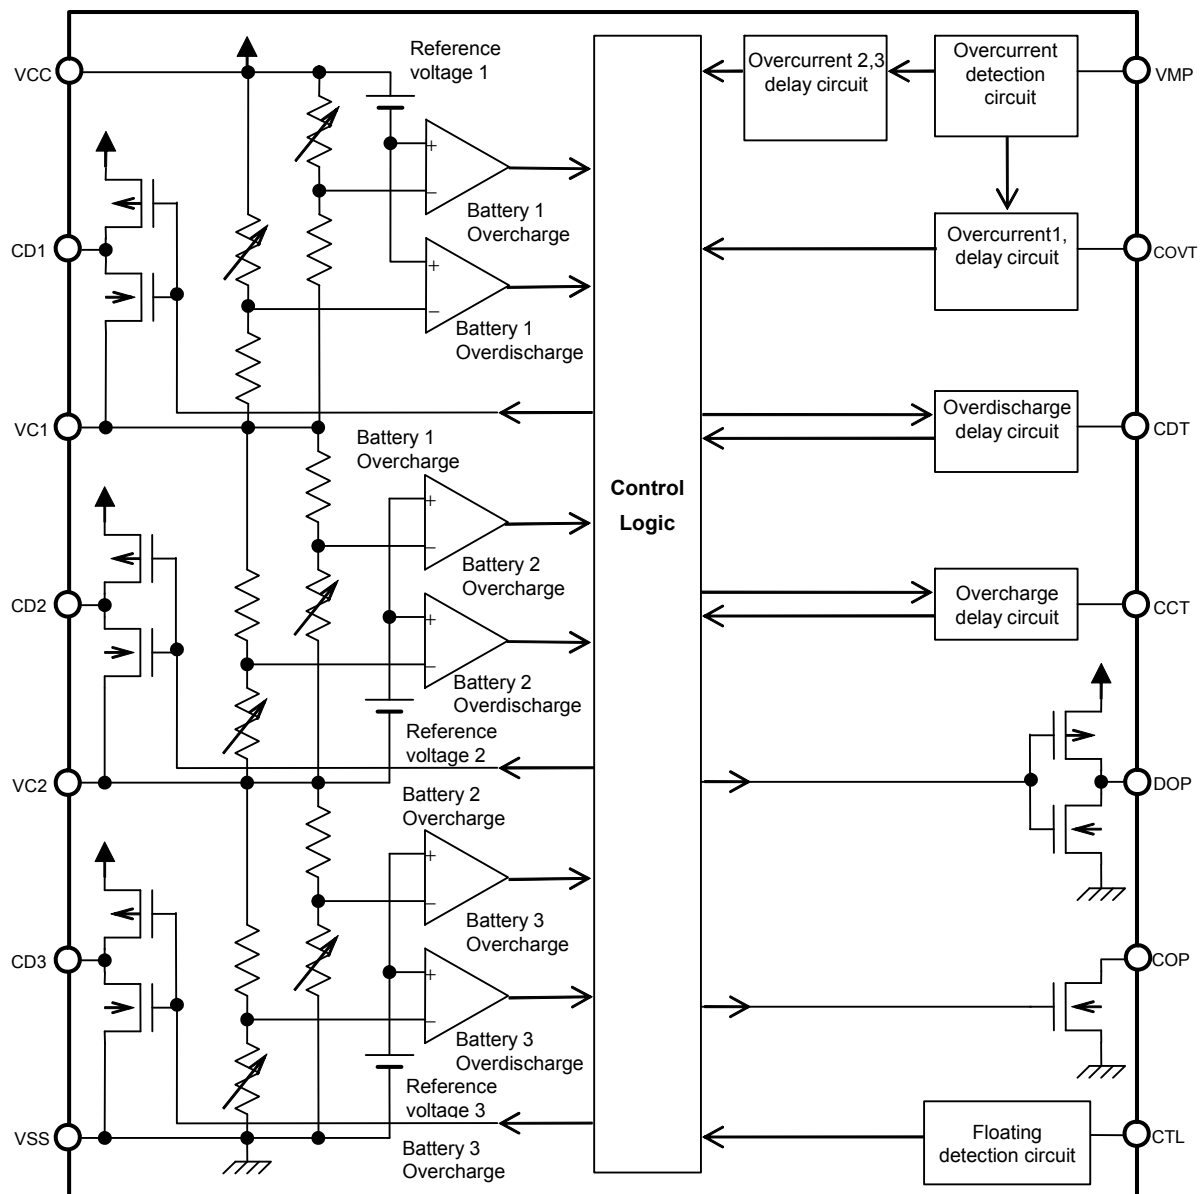 Reference
voltage 1
VCC
Overcurrent 2,3
delay circuit
Overcurrent
detection
circuit
VMP
+
−
Battery 1
Overcharge
CD1
+
−
Overcurrent1,
delay circuit
COVT
Battery 1
Overdischarge
VC1
Battery 1
Overcharge
Overdischarge
delay circuit
CDT
+
−
Control
Logic
Battery 2
Overcharge
CD2
+
−
Overcharge
delay circuit
CCT
Battery 2
Overdischarge
Reference
voltage 2
VC2
DOP
Battery 2
Overcharge
+
−
Battery 3
Overcharge
CD3
+
−
COP
Battery 3
Overdischarge
Reference
voltage 3
VSS
Battery 3
Overcharge
Floating
detection circuit
CTL